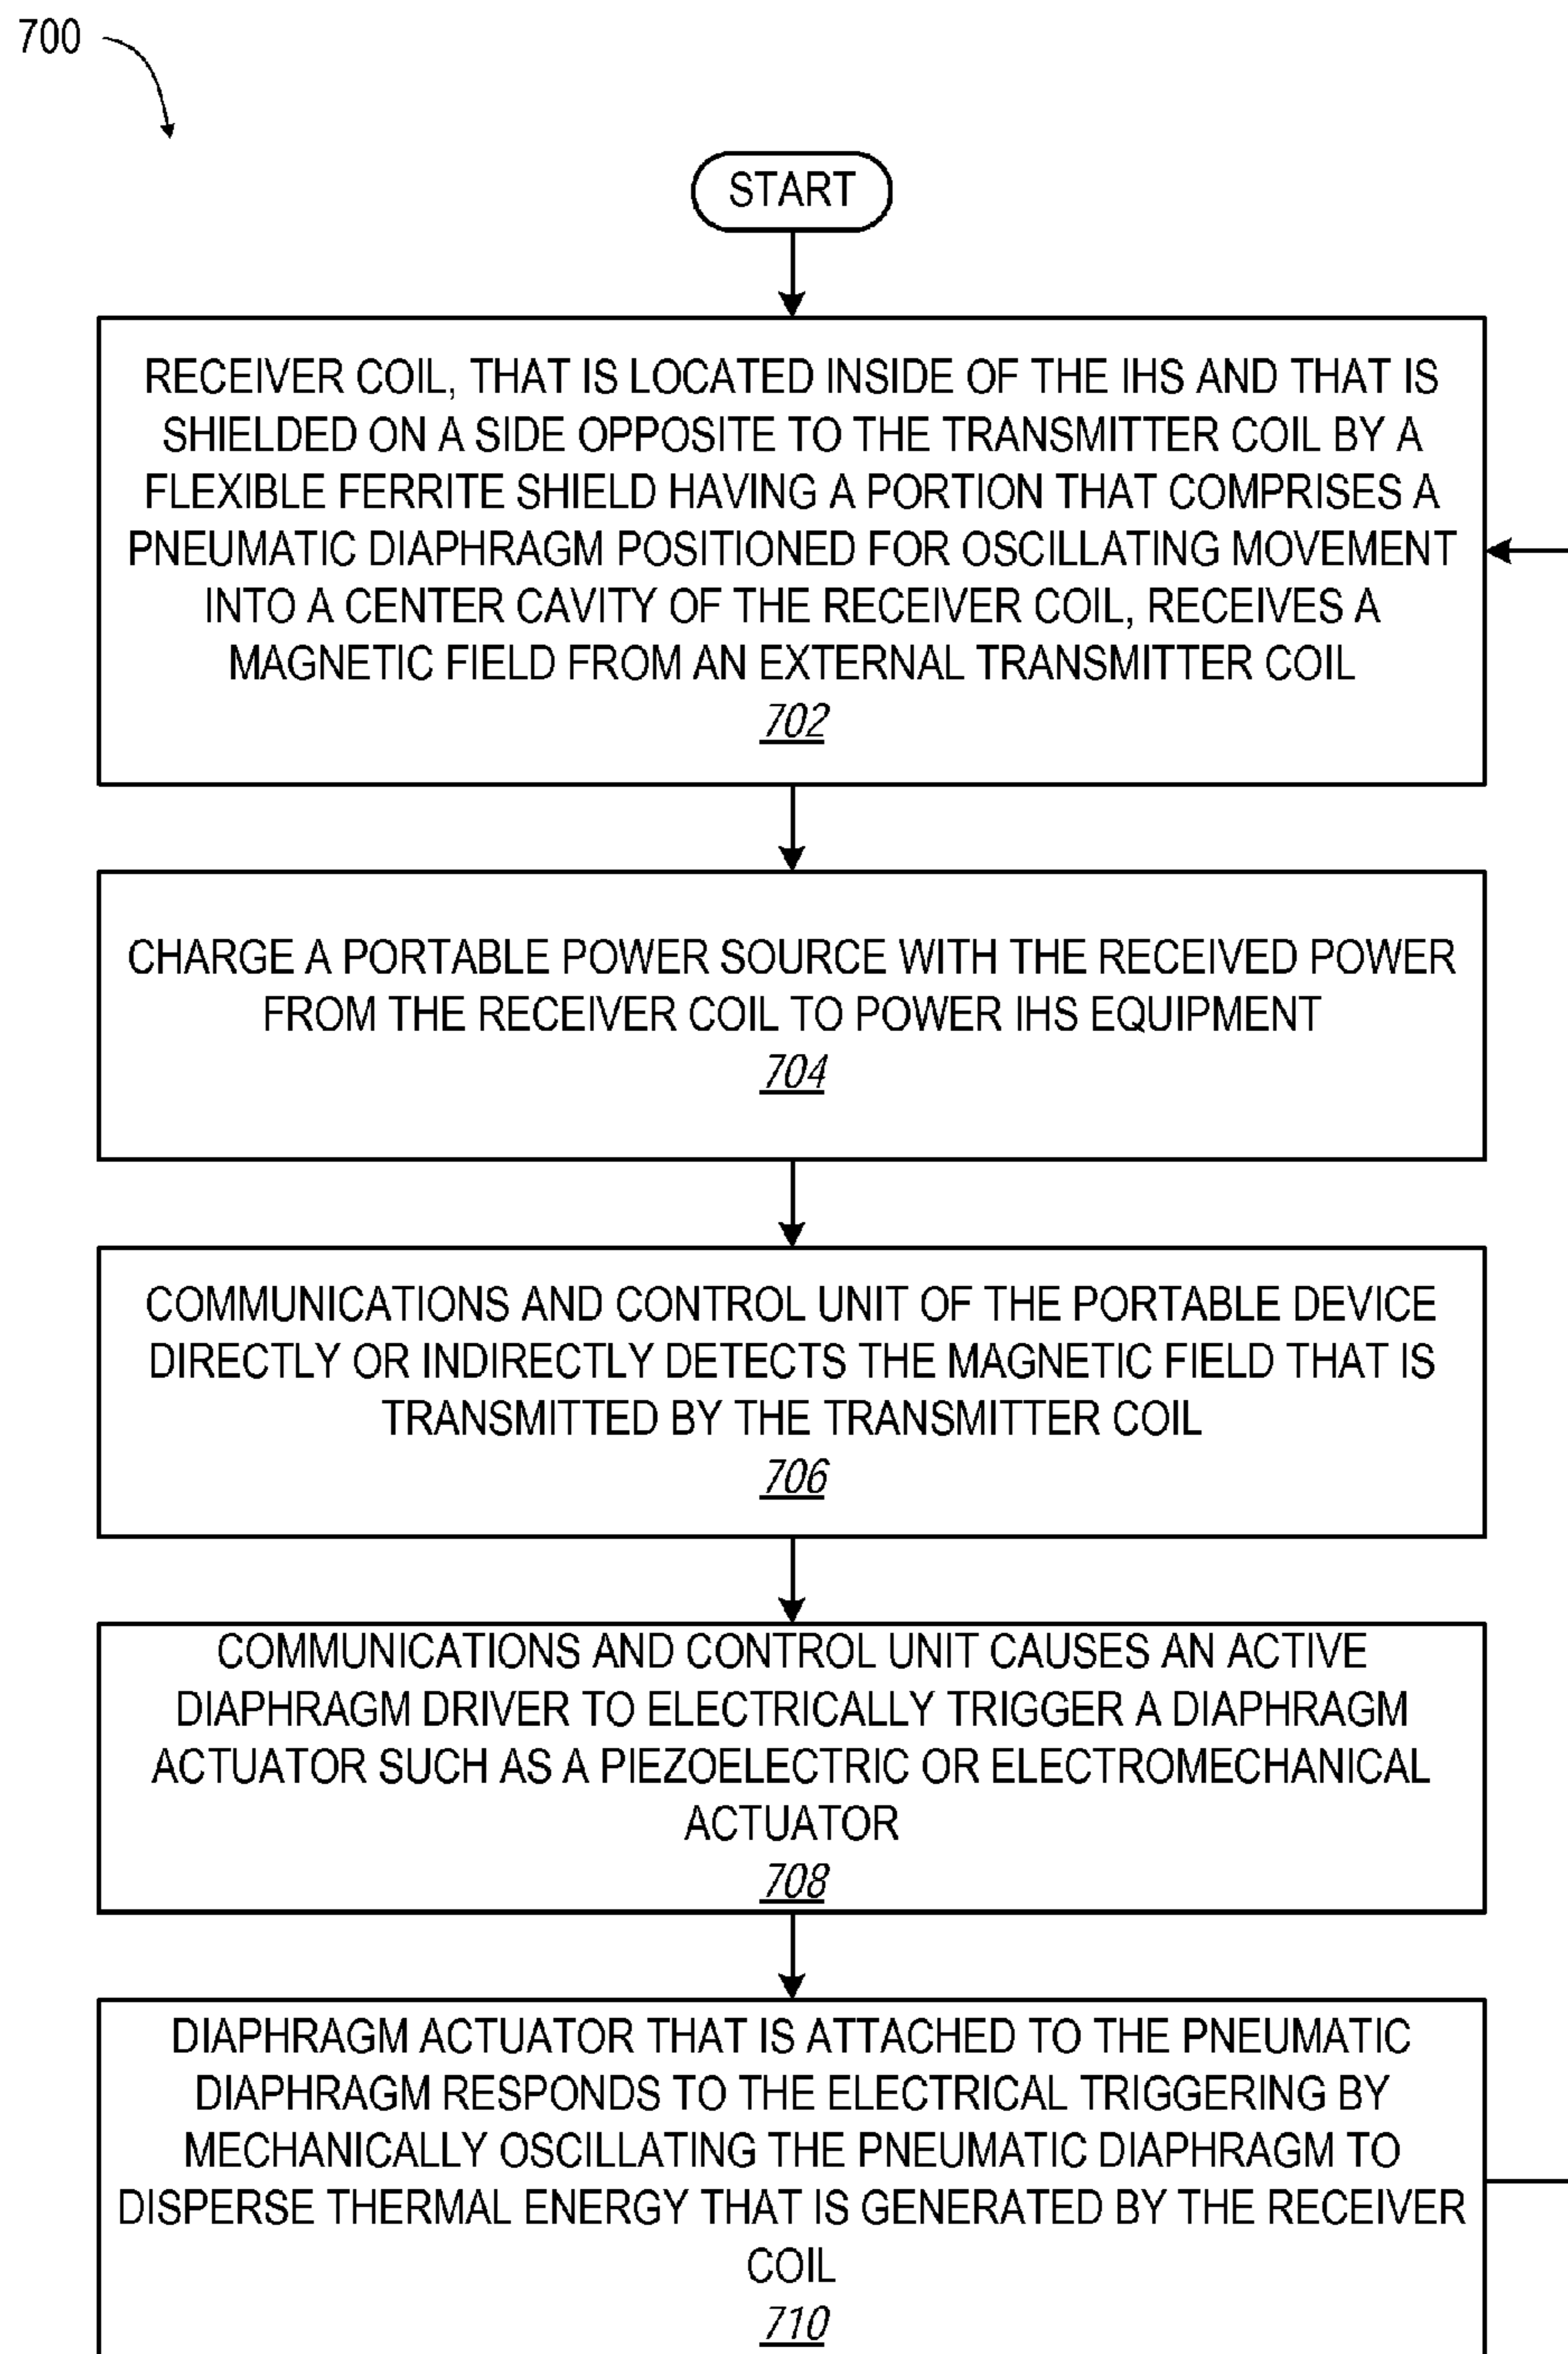 700
START
RECEIVER COIL, THAT IS LOCATED INSIDE OF THE IHS AND THAT IS
SHIELDED ON A SIDE OPPOSITE TO THE TRANSMITTER COIL BY A
FLEXIBLE FERRITE SHIELD HAVING A PORTION THAT COMPRISES A
PNEUMATIC DIAPHRAGM POSITIONED FOR OSCILLATING MOVEMENT
INTO A CENTER CAVITY OF THE RECEIVER COIL, RECEIVES A
MAGNETIC FIELD FROM AN EXTERNAL TRANSMITTER COIL
702
CHARGE A PORTABLE POWER SOURCE WITH THE RECEIVED POWER
FROM THE RECEIVER COIL TO POWER IHS EQUIPMENT
704
COMMUNICATIONS AND CONTROL UNIT OF THE PORTABLE DEVICE
DIRECTLY OR INDIRECTLY DETECTS THE MAGNETIC FIELD THAT IS
TRANSMITTED BY THE TRANSMITTER COIL
706
COMMUNICATIONS AND CONTROL UNIT CAUSES AN ACTIVE
DIAPHRAGM DRIVER TO ELECTRICALLY TRIGGER A DIAPHRAGM
ACTUATOR SUCH AS A PIEZOELECTRIC OR ELECTROMECHANICAL
ACTUATOR
708
DIAPHRAGM ACTUATOR THAT IS ATTACHED TO THE PNEUMATIC
DIAPHRAGM RESPONDS TO THE ELECTRICAL TRIGGERING BY
MECHANICALLY OSCILLATING THE PNEUMATIC DIAPHRAGM TO
DISPERSE THERMAL ENERGY THAT IS GENERATED BY THE RECEIVER
COIL
710